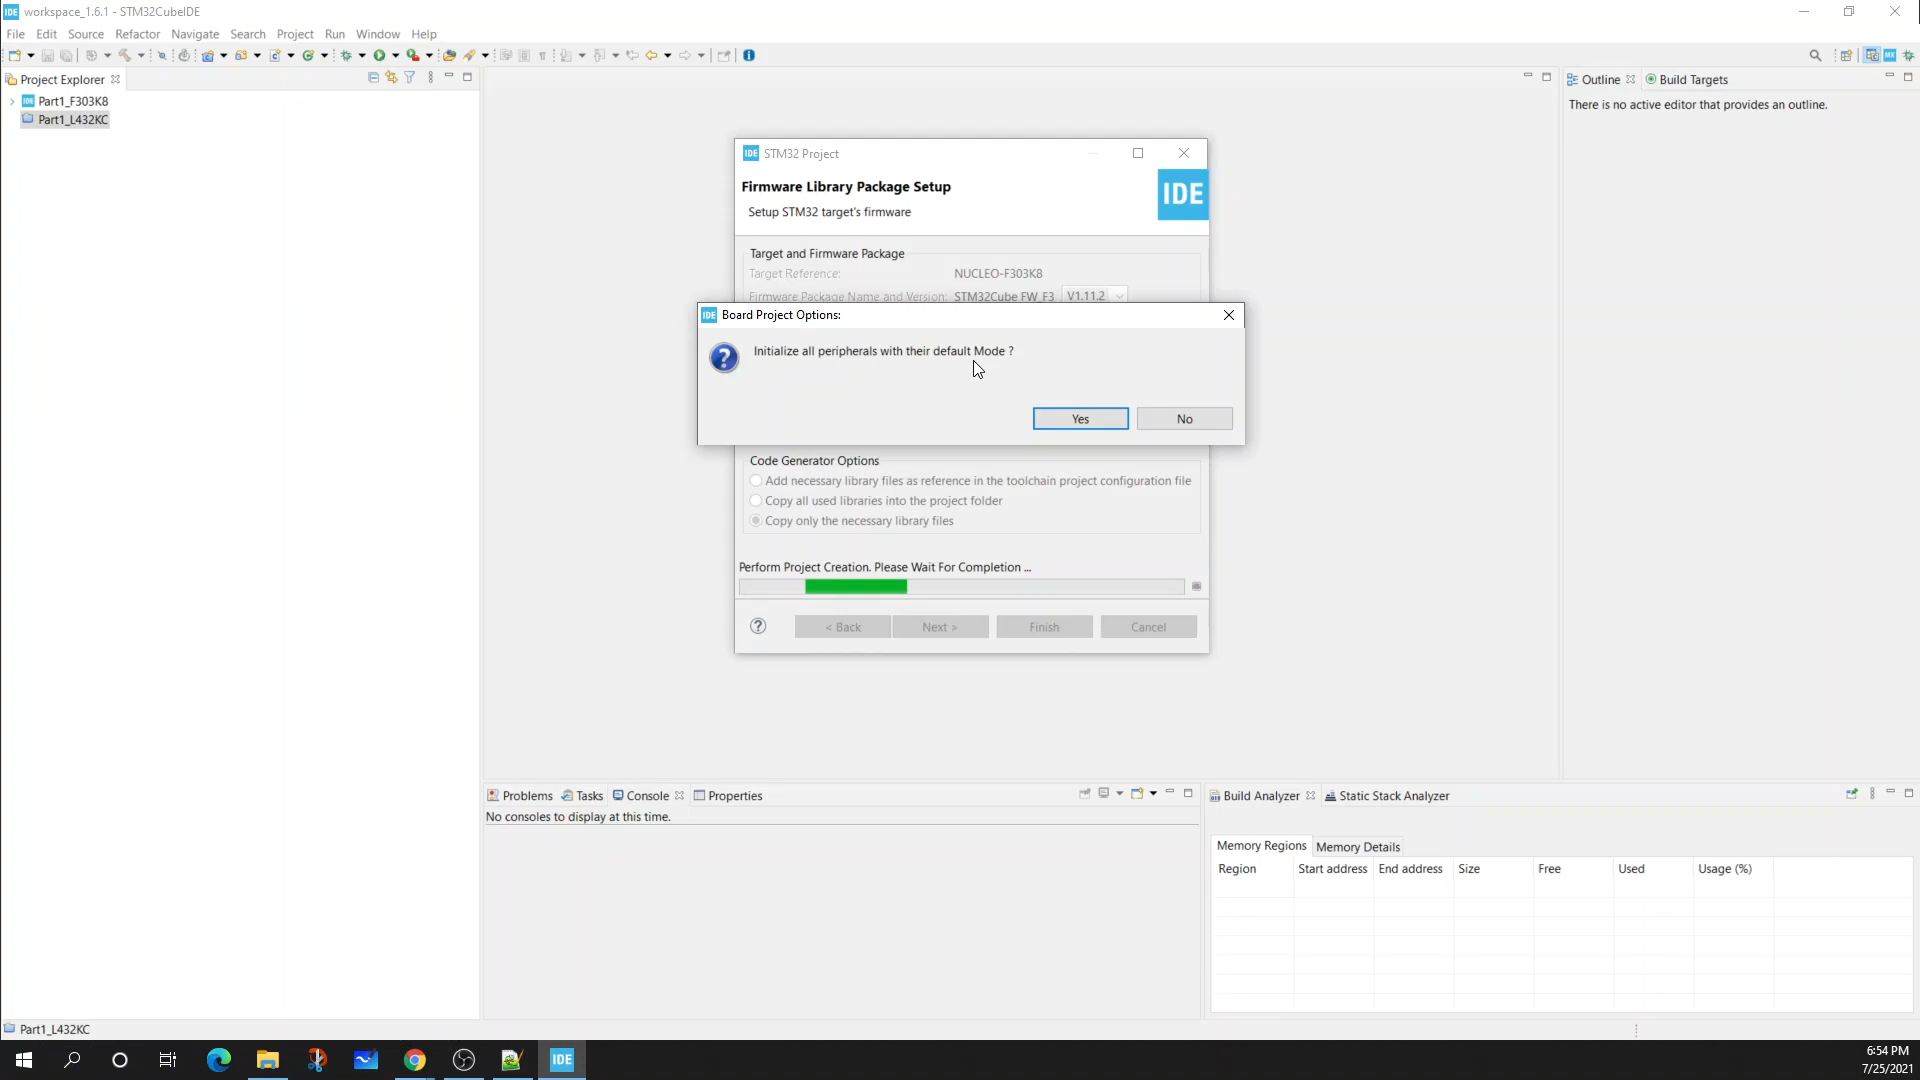 IDE workspace_1.6.1 - STM32CubeIDE
File Edit Source Refactor Navigate Search Project Run Window Help
Project Explorer
IDE Part1_F303K8
Part1_L432KC
Outline Build Targets
There is no active editor that provides an outline.
IDE STM32 Project
Firmware Library Package Setup
Setup STM32 target's firmware
IDE
Target and Firmware Package
Target Reference: NUCLEO-F303K8
Firmware Package Name and Version: STM32Cube FW_F3 V1.11.2
IDE Board Project Options:
Initialize all peripherals with their default Mode ?
Yes No
Code Generator Options
Add necessary library files as reference in the toolchain project configuration file
Copy all used libraries into the project folder
Copy only the necessary library files
Perform Project Creation. Please Wait For Completion ...
< Back Next > Finish Cancel
Problems Tasks Console Properties
No consoles to display at this time.
Build Analyzer Static Stack Analyzer
Memory Regions Memory Details
Region Start address End address Size Free Used Usage (%)
Part1_L432KC
IDE
6:54 PM
7/25/2021